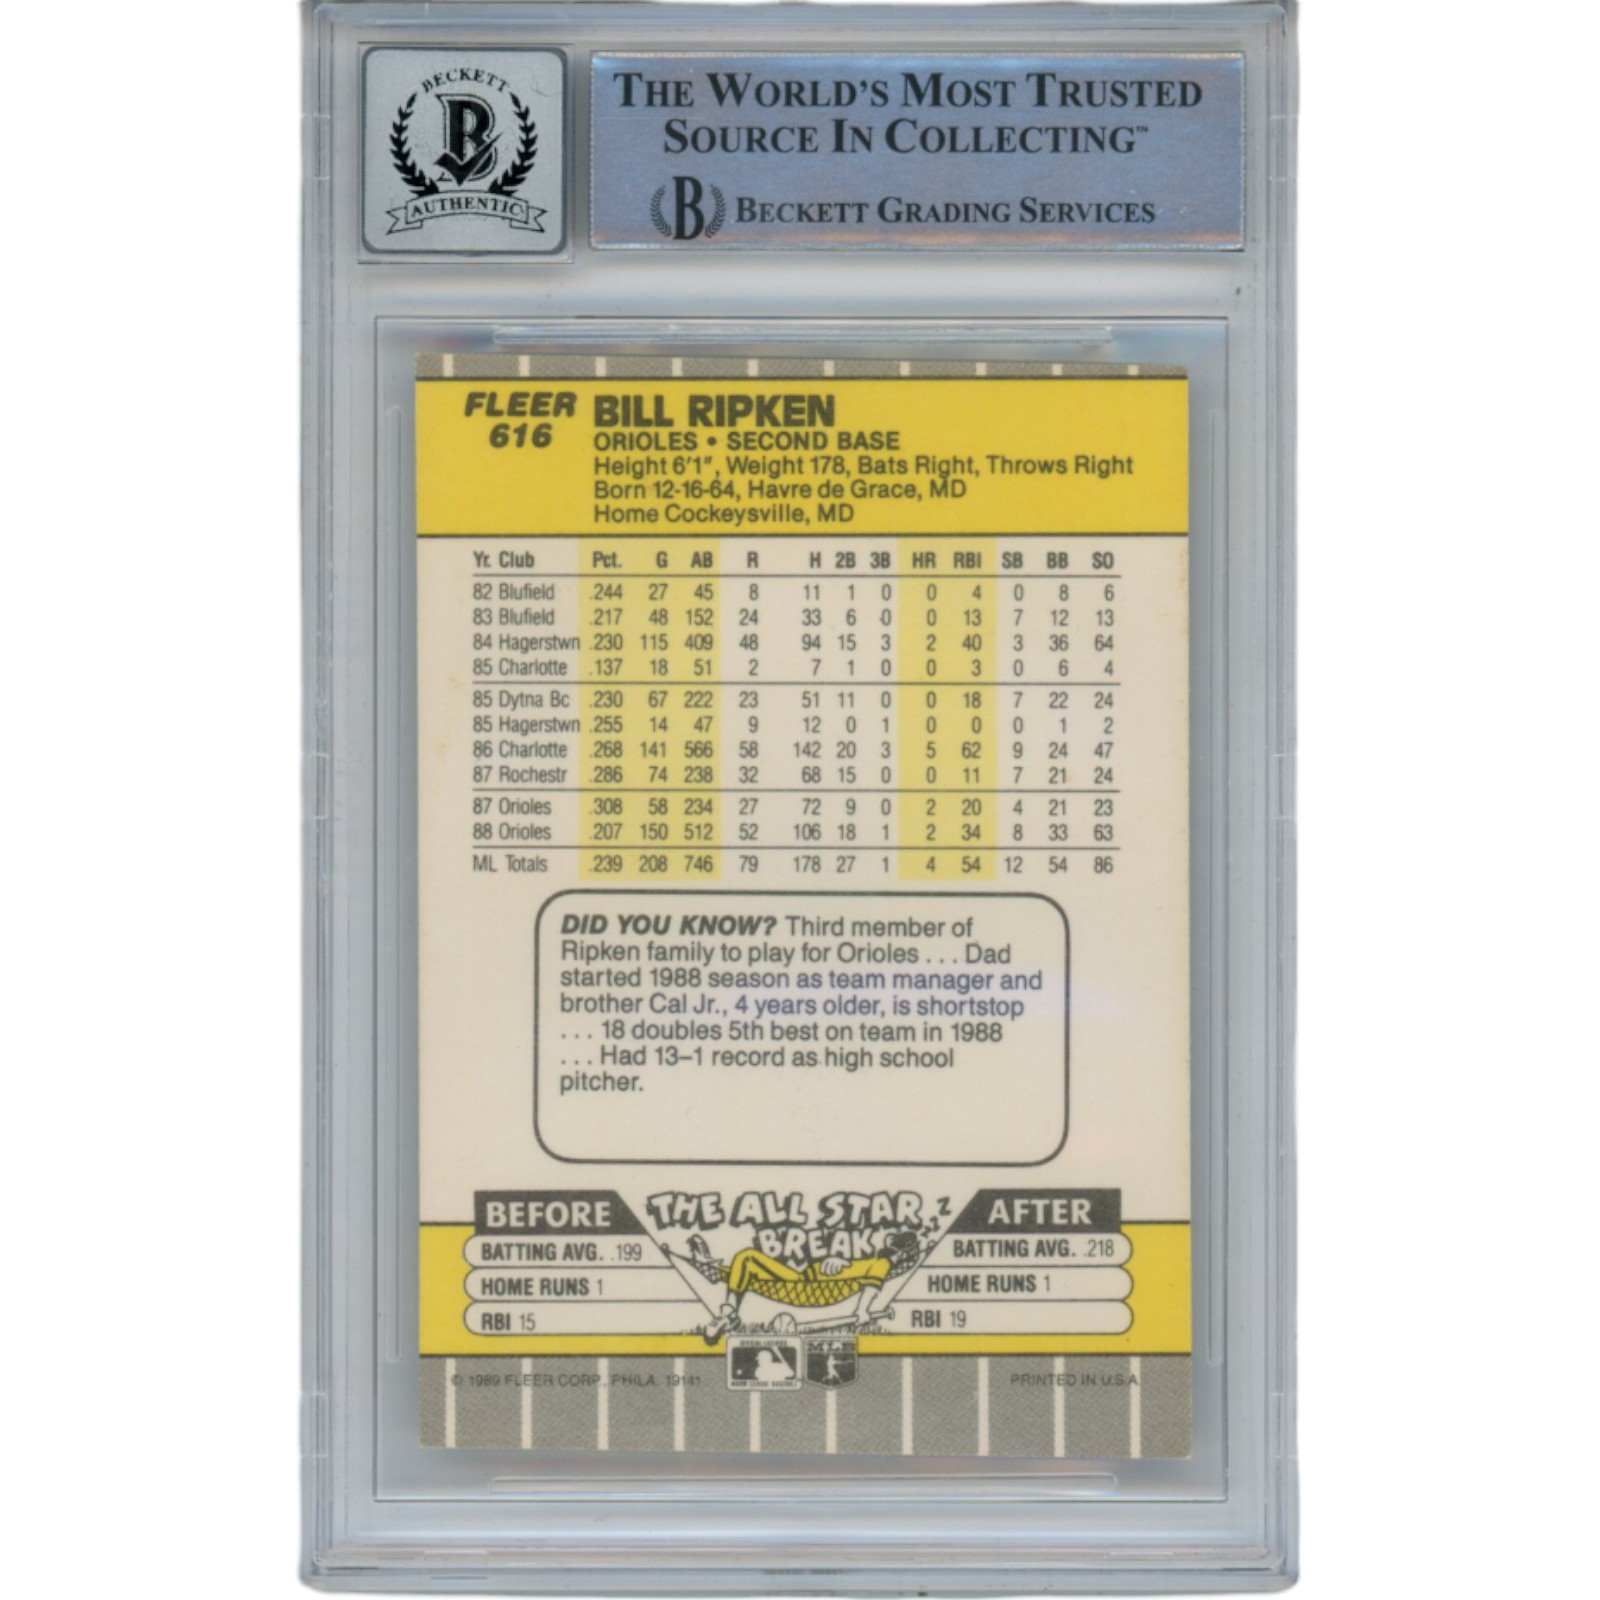 BECKETT
B
AUTHENTIC
THE WORLD'S MOST TRUSTED
SOURCE IN COLLECTING™
B BECKETT GRADING SERVICES
FLEER
616
BILL RIPKEN
ORIOLES • SECOND BASE
Height 6'1", Weight 178, Bats Right, Throws Right
Born 12-16-64, Havre de Grace, MD
Home Cockeysville, MD
Yr. Club Pct. G AB R H 2B 3B HR RBI SB BB SO
82 Blufield .244 27 45 8 11 1 0 0 4 0 8 6
83 Blufield .217 48 152 24 33 6 0 0 13 7 12 13
84 Hagerstwn .230 115 409 48 94 15 3 2 40 3 36 64
85 Charlotte .137 18 51 2 7 1 0 0 3 0 6 4
85 Dytna Bc .230 67 222 23 51 11 0 0 18 7 22 24
85 Hagerstwn .255 14 47 9 12 0 1 0 0 0 1 2
86 Charlotte .268 141 566 58 142 20 3 5 62 9 24 47
87 Rochestr .286 74 238 32 68 15 0 0 11 7 21 24
87 Orioles .308 58 234 27 72 9 0 2 20 4 21 23
88 Orioles .207 150 512 52 106 18 1 2 34 8 33 63
ML Totals .239 208 746 79 178 27 1 4 54 12 54 86
DID YOU KNOW? Third member of
Ripken family to play for Orioles . . . Dad
started 1988 season as team manager and
brother Cal Jr., 4 years older, is shortstop
. . . 18 doubles 5th best on team in 1988
. . . Had 13–1 record as high school
pitcher.
BEFORE
BATTING AVG. .199
HOME RUNS 1
RBI 15
THE ALL STAR
BREAK
Z
AFTER
BATTING AVG. .218
HOME RUNS 1
RBI 19
MLB
© 1989 FLEER CORP., PHILA. 19141
PRINTED IN U.S.A.